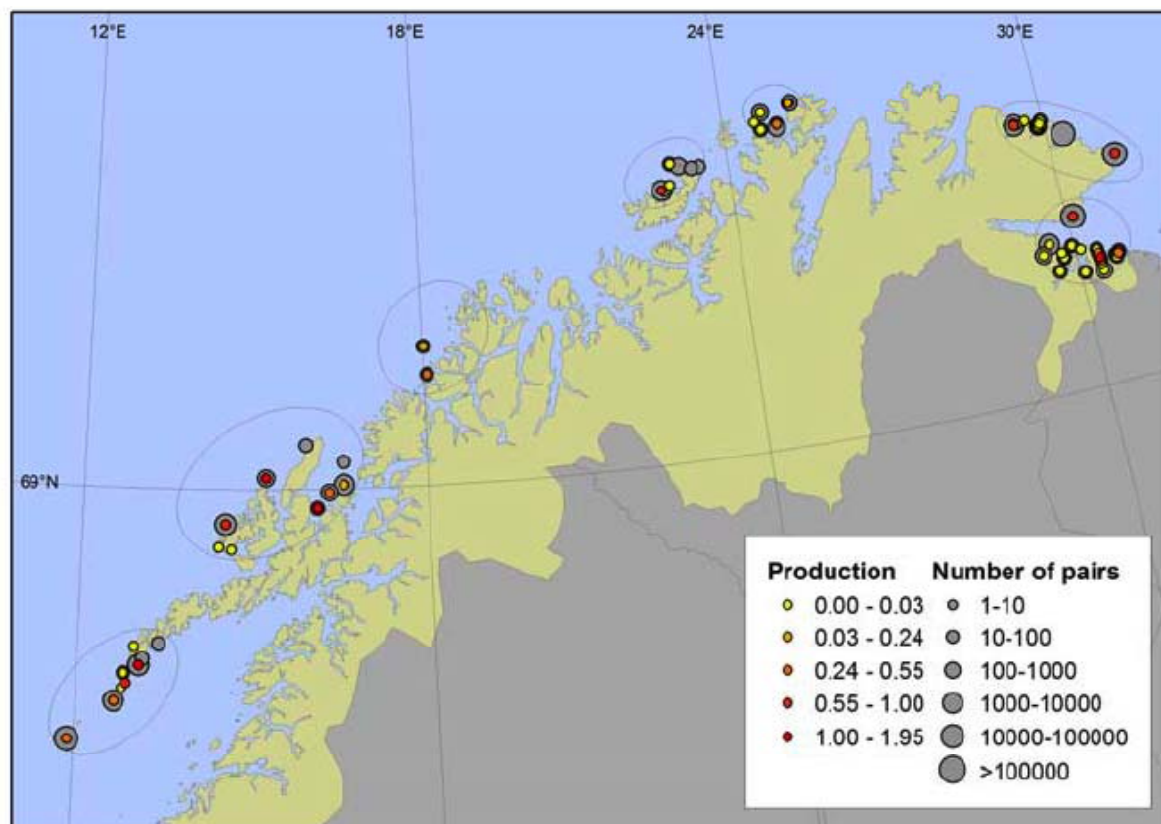 12°E 18°E 24°E 30°E
69°N
Production Number of pairs
0.00 - 0.03 1-10
0.03 - 0.24 10-100
0.24 - 0.55 100-1000
0.55 - 1.00 1000-10000
1.00 - 1.95 10000-100000
>100000